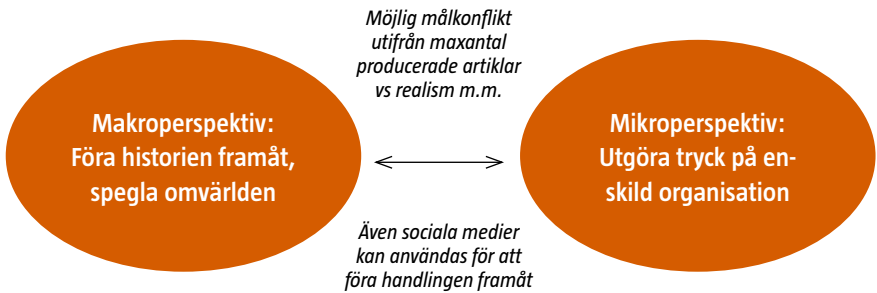 Möjlig målkonflikt
utifrån maxantal
producerade artiklar
vs realism m.m.
Makroperspektiv:
Föra historien framåt,
spegla omvärlden
Mikroperspektiv:
Utgöra tryck på en-
skild organisation
Även sociala medier
kan användas för att
föra handlingen framåt